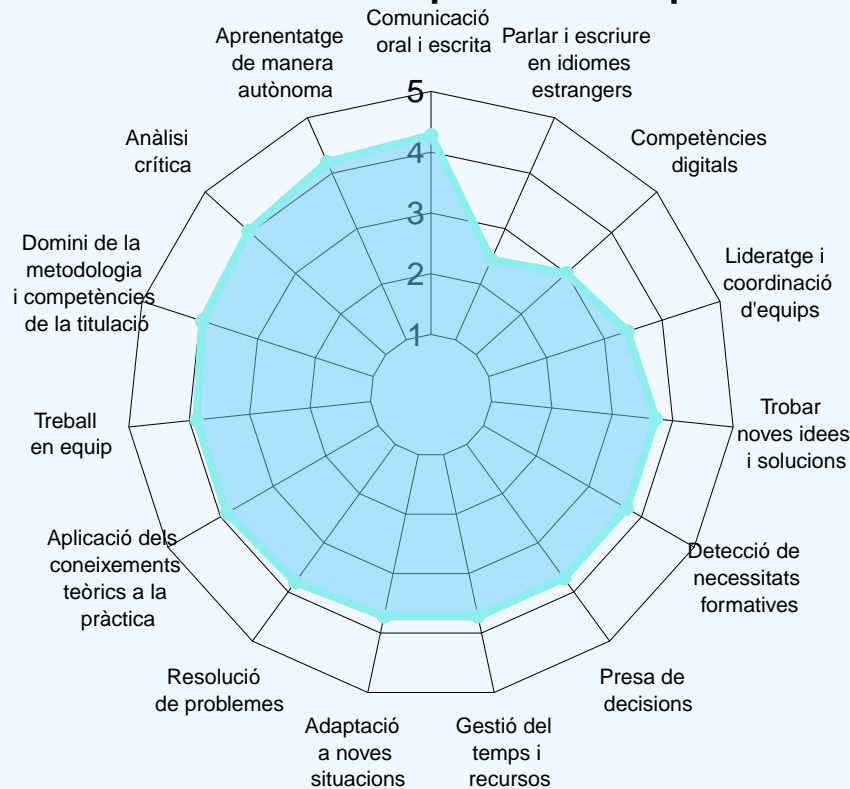 Comunicació
oral i escrita
Parlar i escriure
en idiomes
estrangers
Competències
digitals
Lideratge i
coordinació
d'equips
Trobar
noves idees
i solucions
Detecció de
necessitats
formatives
Presa de
decisions
Gestió del
temps i
recursos
Adaptació
a noves
situacions
Resolució
de problemes
Aplicació dels
coneixements
teòrics a la
pràctica
Treball
en equip
Domini de la
metodologia
i competències
de la titulació
Anàlisi
crítica
Aprenentatge
de manera
autònoma
5
4
3
2
1